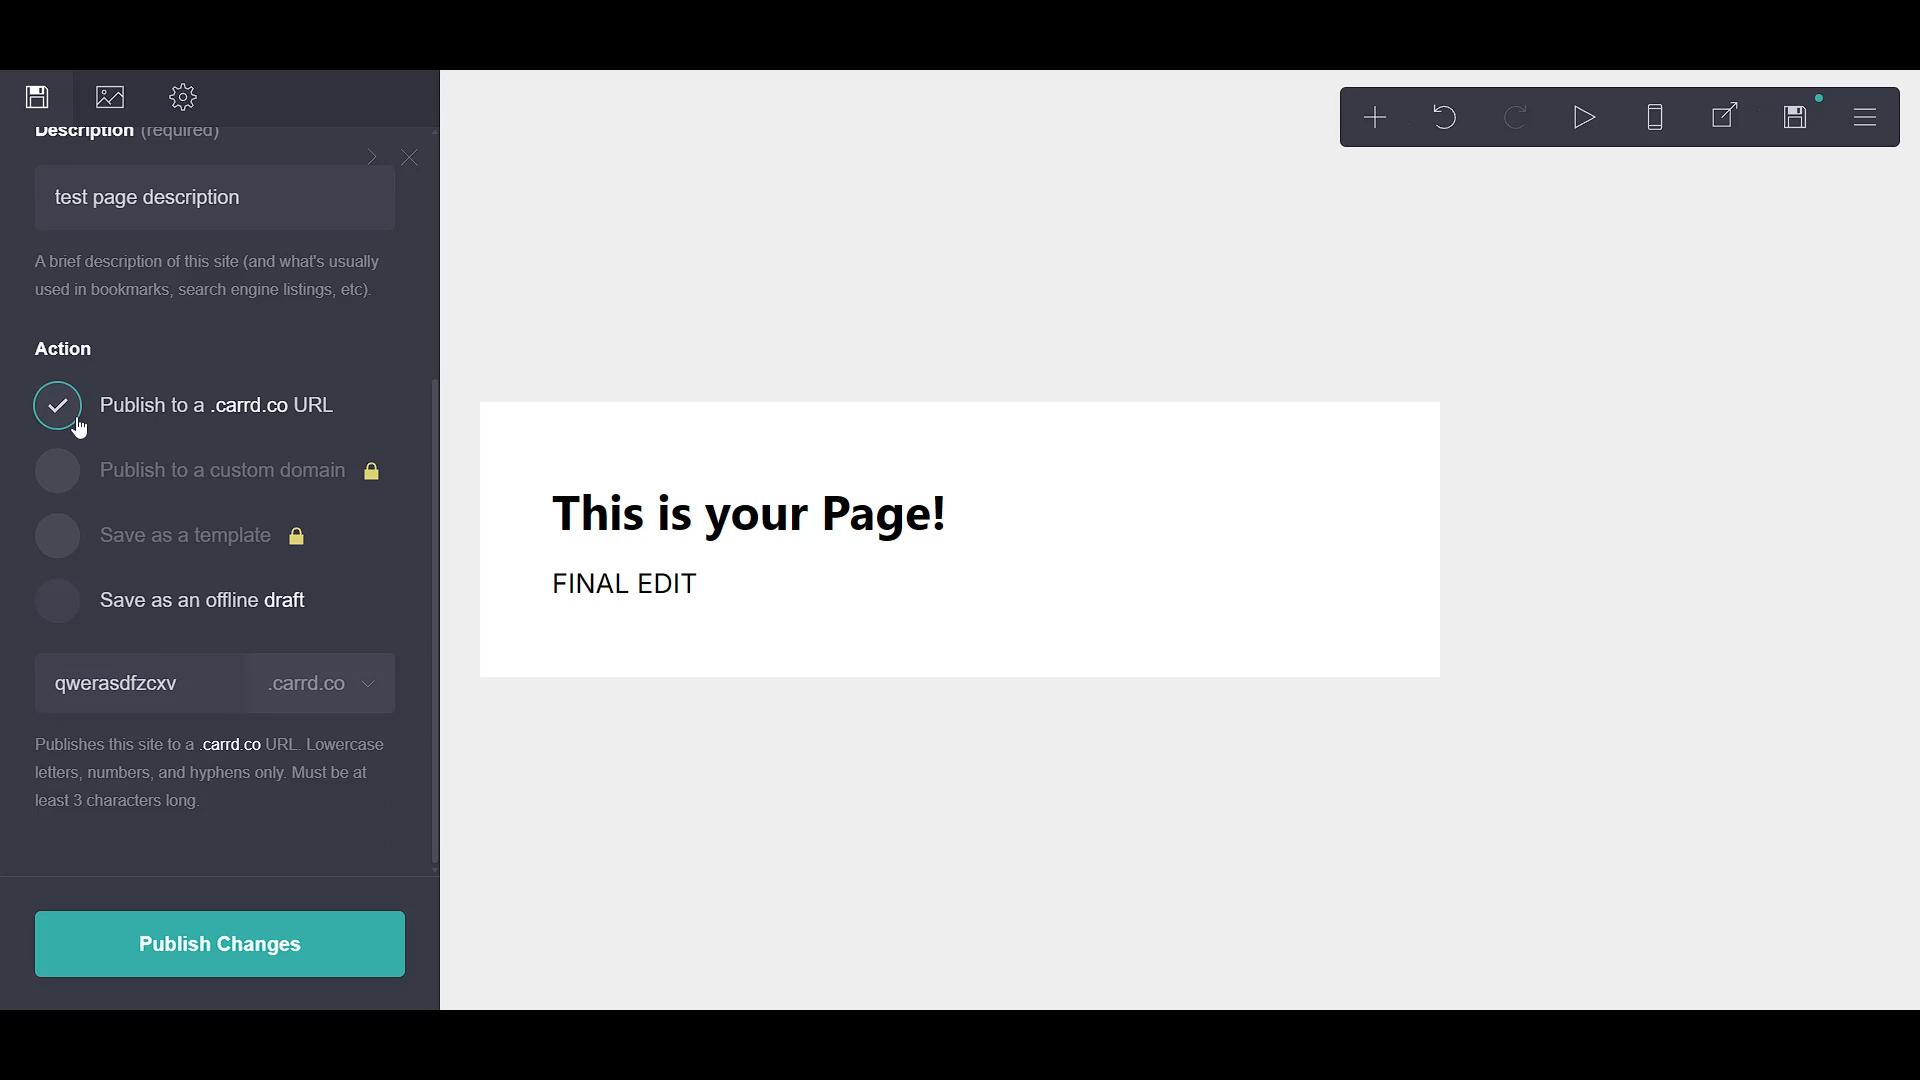 Description (required)
test page description
A brief description of this site (and what's usually
used in bookmarks, search engine listings, etc).
Action
Publish to a .carrd.co URL
Publish to a custom domain
Save as a template
Save as an offline draft
qwerasdfzcxv .carrd.co
Publishes this site to a .carrd.co URL. Lowercase
letters, numbers, and hyphens only. Must be at
least 3 characters long.
Publish Changes
This is your Page!
FINAL EDIT